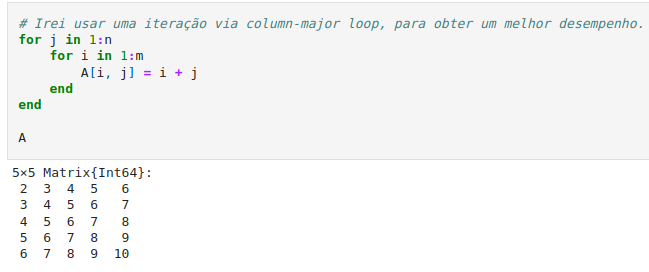 # Irei usar uma iteração via column-major loop, para obter um melhor desempenho.
for j in 1:n
    for i in 1:m
        A[i, j] = i + j
    end
end
A
5×5 Matrix{Int64}:
 2  3  4  5   6
 3  4  5  6   7
 4  5  6  7   8
 5  6  7  8   9
 6  7  8  9  10